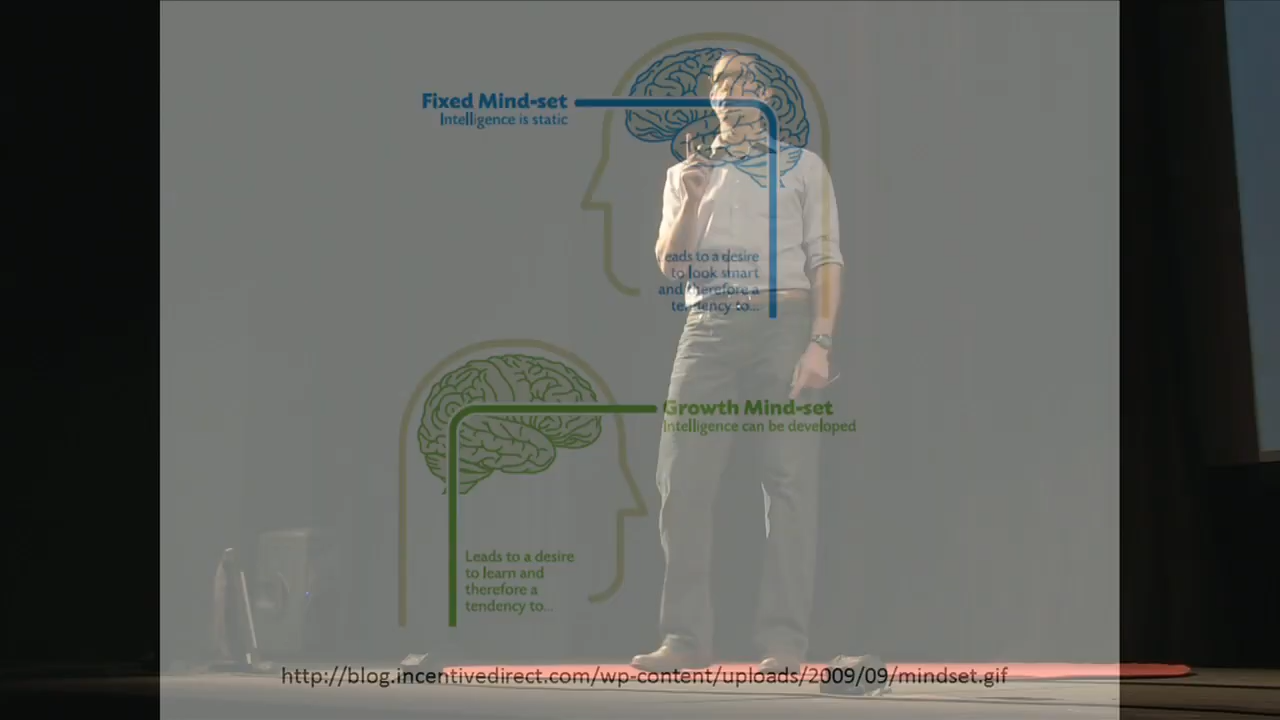 Fixed Mind-set
Intelligence is static
Leads to a desire
to look smart
and therefore a
tendency to...
Growth Mind-set
Intelligence can be developed
Leads to a desire
to learn and
therefore a
tendency to...
http://blog.incentivedirect.com/wp-content/uploads/2009/09/mindset.gif